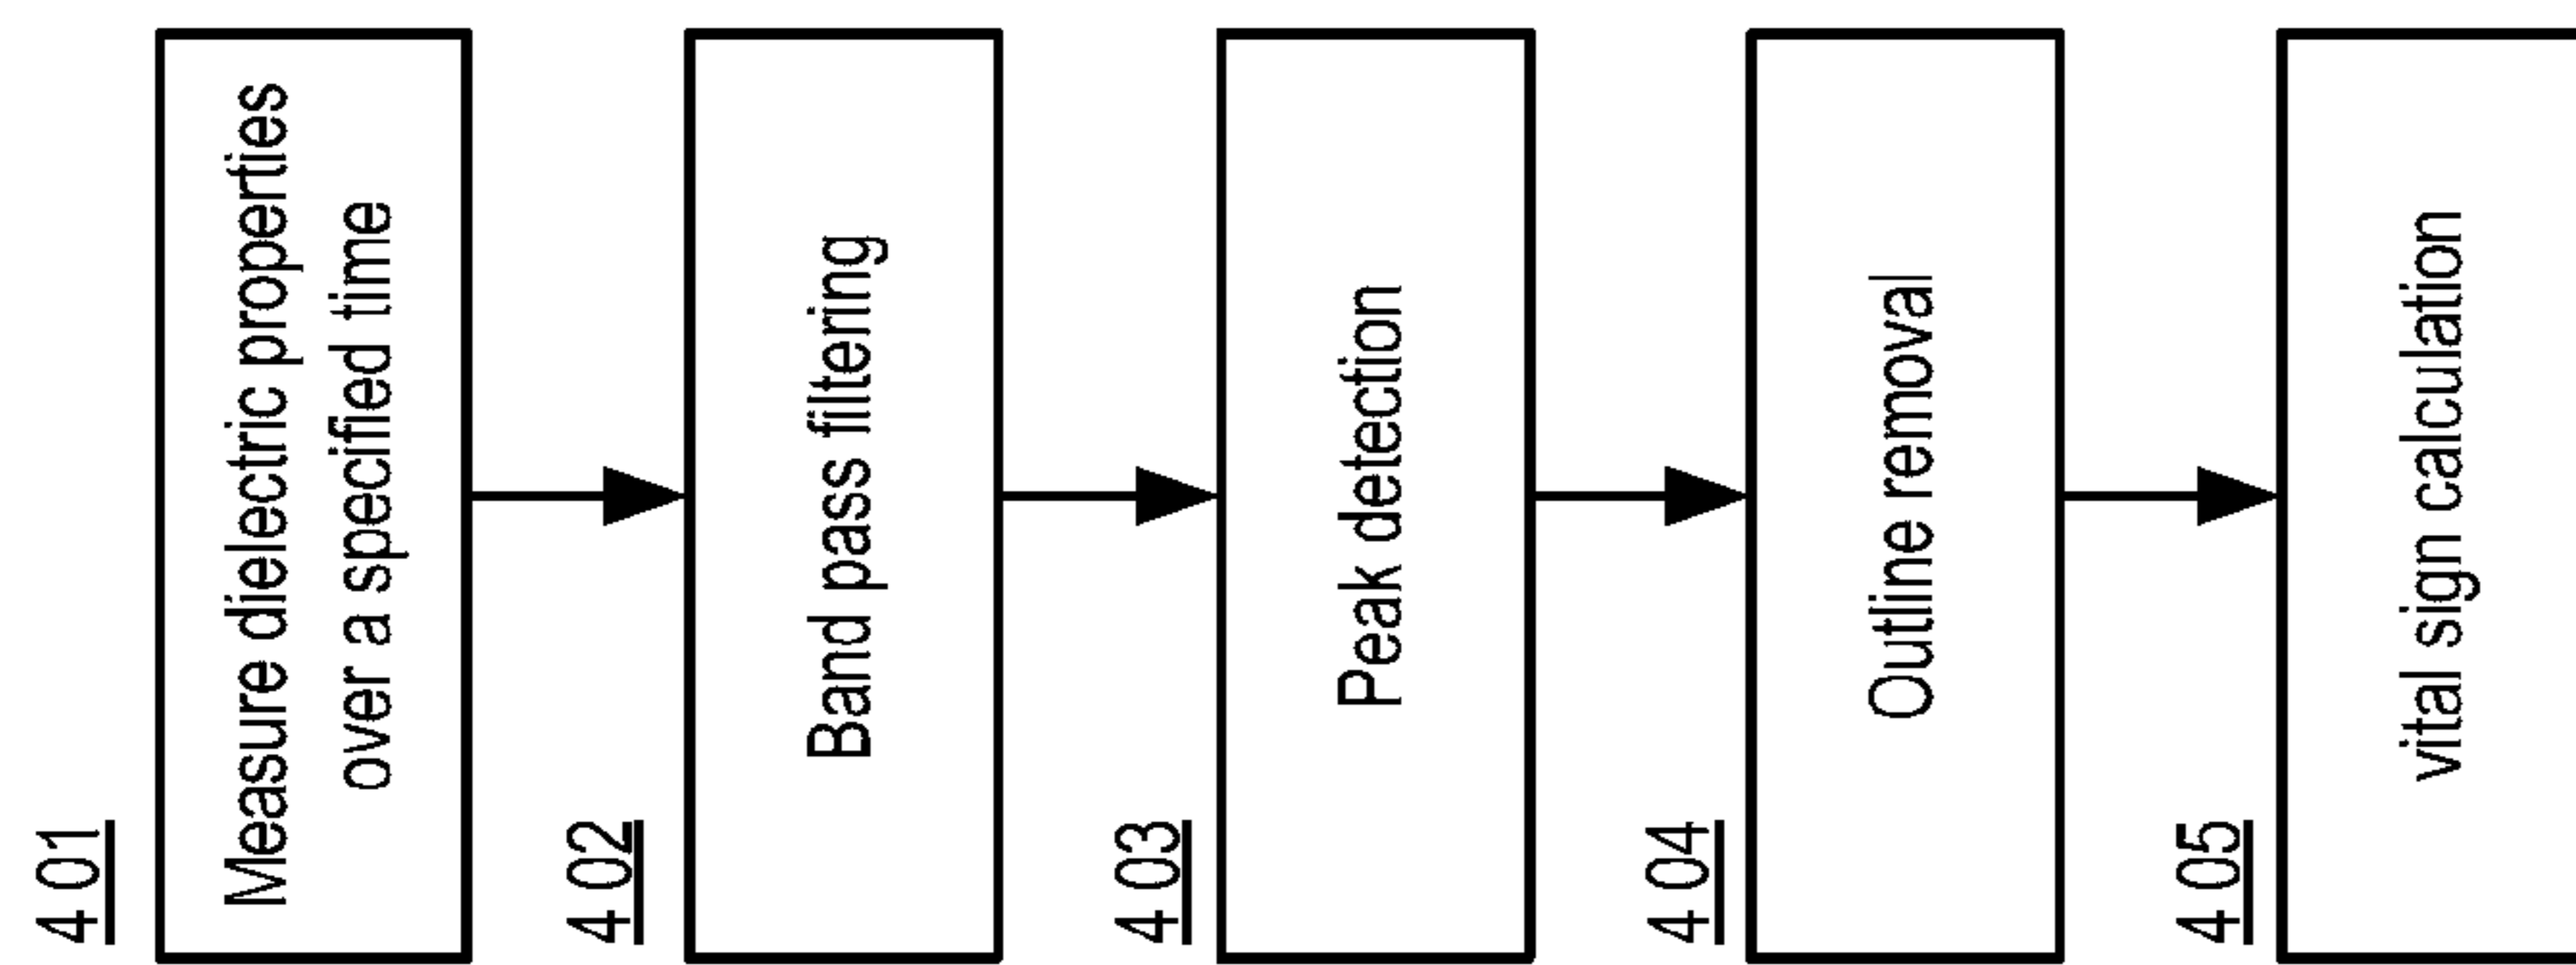 4 01
Measure dielectric properties
over a specified time
4 02
Band pass filtering
4 03
Peak detection
4 04
Outline removal
4 05
vital sign calculation